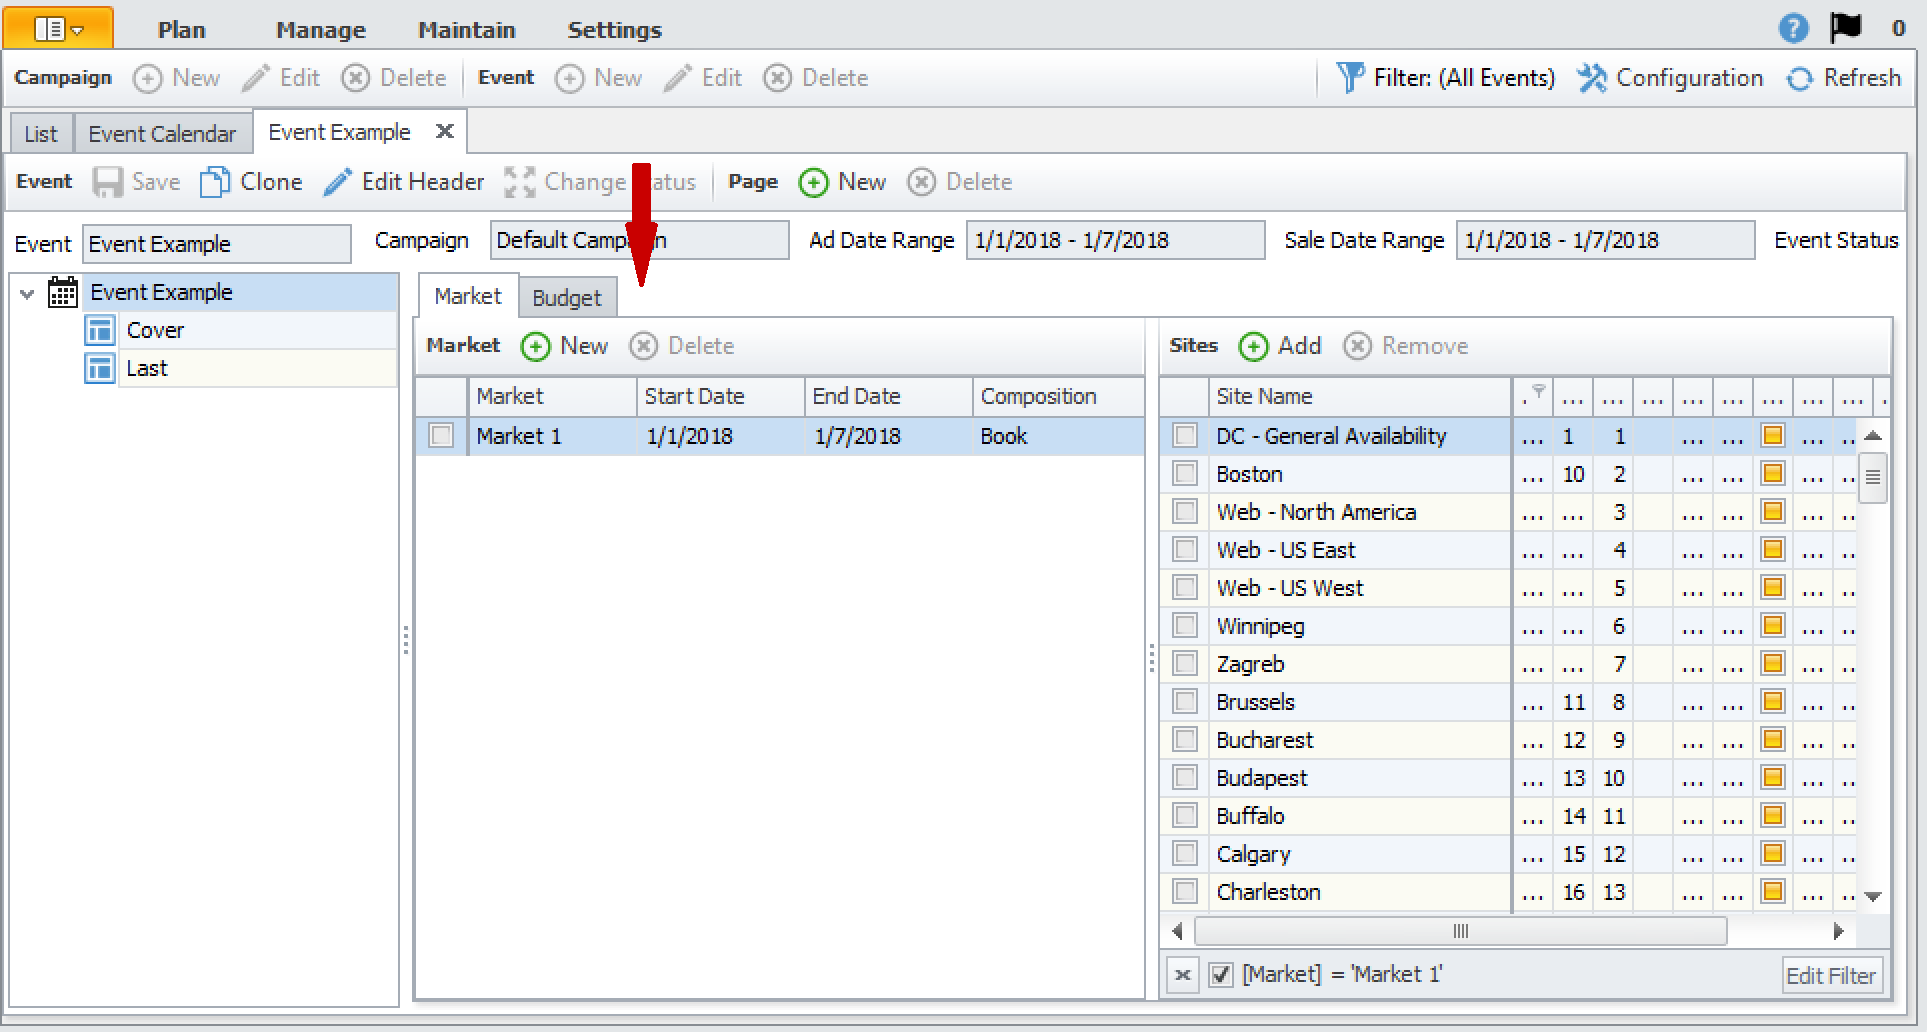 Plan Manage Maintain Settings 0
Campaign New Edit Delete Event New Edit Delete Filter: (All Events) Configuration Refresh
List Event Calendar Event Example
Event Save Clone Edit Header Change Status Page New Delete
Event Event Example Campaign Default Campaign Ad Date Range 1/1/2018 - 1/7/2018 Sale Date Range 1/1/2018 - 1/7/2018 Event Status
Event Example
Cover
Last
Market Budget
Market New Delete
Market Start Date End Date Composition
Market 1 1/1/2018 1/7/2018 Book
Sites Add Remove
Site Name . ... ... ... ... ... ... ... ... .
DC - General Availability ... 1 1 ... ... ... ..
Boston ... 10 2 ... ... ... ..
Web - North America ... ... 3 ... ... ... ..
Web - US East ... ... 4 ... ... ... ..
Web - US West ... ... 5 ... ... ... ..
Winnipeg ... ... 6 ... ... ... ..
Zagreb ... ... 7 ... ... ... ..
Brussels ... 11 8 ... ... ... ..
Bucharest ... 12 9 ... ... ... ..
Budapest ... 13 10 ... ... ... ..
Buffalo ... 14 11 ... ... ... ..
Calgary ... 15 12 ... ... ... ..
Charleston ... 16 13 ... ... ... ..
[Market] = 'Market 1' Edit Filter